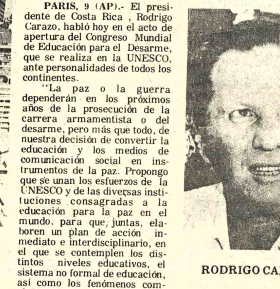 PARIS, 9 (AP).- El presi-
dente de Costa Rica , Rodrigo
Carazo, habló hoy en el acto de
apertura del Congreso Mundial
de Educación para el Desarme,
que se realiza en la UNESCO,
ante personalidades de todos los
continentes.
"La paz o la guerra
dependerán en los próximos
años de la prosecución de la
carrera armamentista o del
desarme, pero más que todo, de
nuestra decisión de convertir la
educación y los medios de
comunicación social en ins-
trumentos de la paz. Propongo
que se unan los esfuerzos de la
UNESCO y de las diversas insti-
tuciones consagradas a la
educación para la paz en el
mundo, para que, juntas, ela-
boren un plan de acción in-
mediato e interdisciplinario, en
el que se contemplen los dis-
tintos niveles educativos, el
sistema no formal de educación,
así como los fenómenos com-
RODRIGO CA